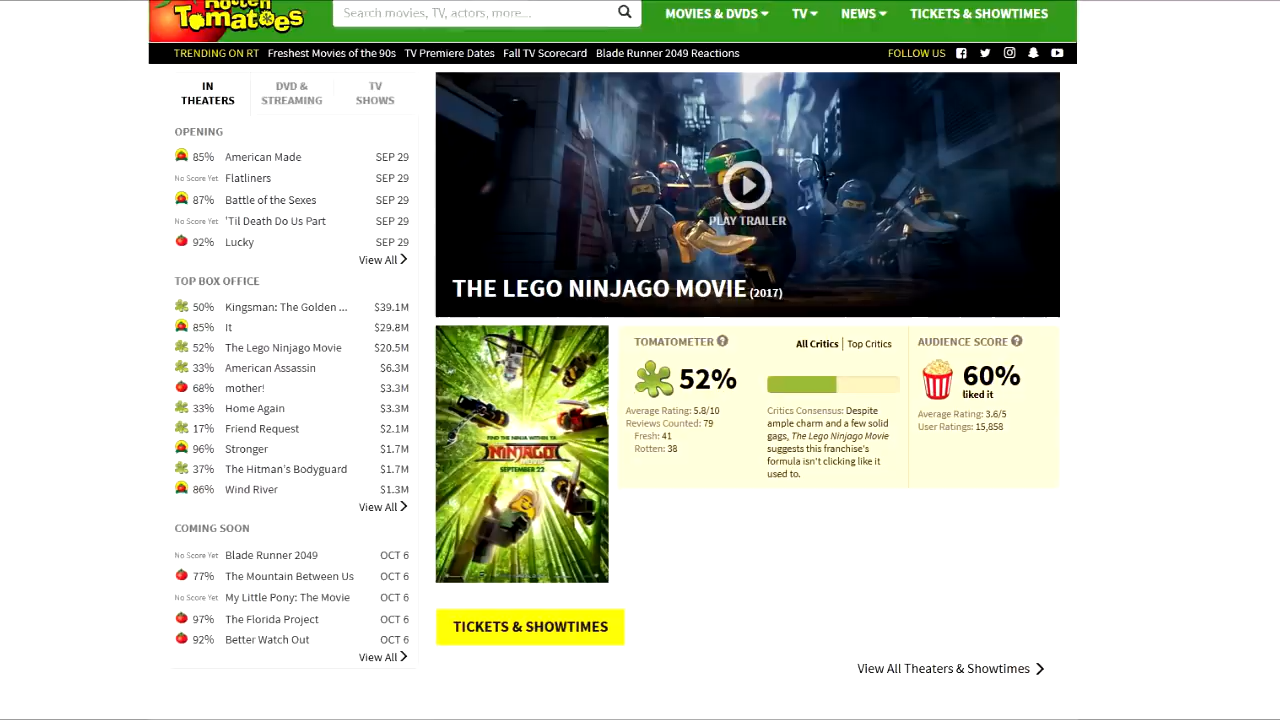 Rotten
Tomatoes
Search movies, TV, actors, more...
MOVIES & DVDS
TV
NEWS
TICKETS & SHOWTIMES
TRENDING ON RT
Freshest Movies of the 90s
TV Premiere Dates
Fall TV Scorecard
Blade Runner 2049 Reactions
FOLLOW US
IN
THEATERS
DVD &
STREAMING
TV
SHOWS
OPENING
85% American Made SEP 29
No Score Yet Flatliners SEP 29
87% Battle of the Sexes SEP 29
No Score Yet 'Til Death Do Us Part SEP 29
92% Lucky SEP 29
View All
TOP BOX OFFICE
50% Kingsman: The Golden ... $39.1M
85% It $29.8M
52% The Lego Ninjago Movie $20.5M
33% American Assassin $6.3M
68% mother! $3.3M
33% Home Again $3.3M
17% Friend Request $2.1M
96% Stronger $1.7M
37% The Hitman's Bodyguard $1.7M
86% Wind River $1.3M
View All
COMING SOON
No Score Yet Blade Runner 2049 OCT 6
77% The Mountain Between Us OCT 6
No Score Yet My Little Pony: The Movie OCT 6
97% The Florida Project OCT 6
92% Better Watch Out OCT 6
View All
PLAY TRAILER
THE LEGO NINJAGO MOVIE (2017)
FIND THE NINJA WITHIN
NINJAGO
SEPTEMBER 22
TOMATOMETER
All Critics | Top Critics
52%
Average Rating: 5.8/10
Reviews Counted: 79
Fresh: 41
Rotten: 38
Critics Consensus: Despite
ample charm and a few solid
gags, The Lego Ninjago Movie
suggests this franchise's
formula isn't clicking like it
used to.
AUDIENCE SCORE
60%
liked it
Average Rating: 3.6/5
User Ratings: 15,858
TICKETS & SHOWTIMES
View All Theaters & Showtimes